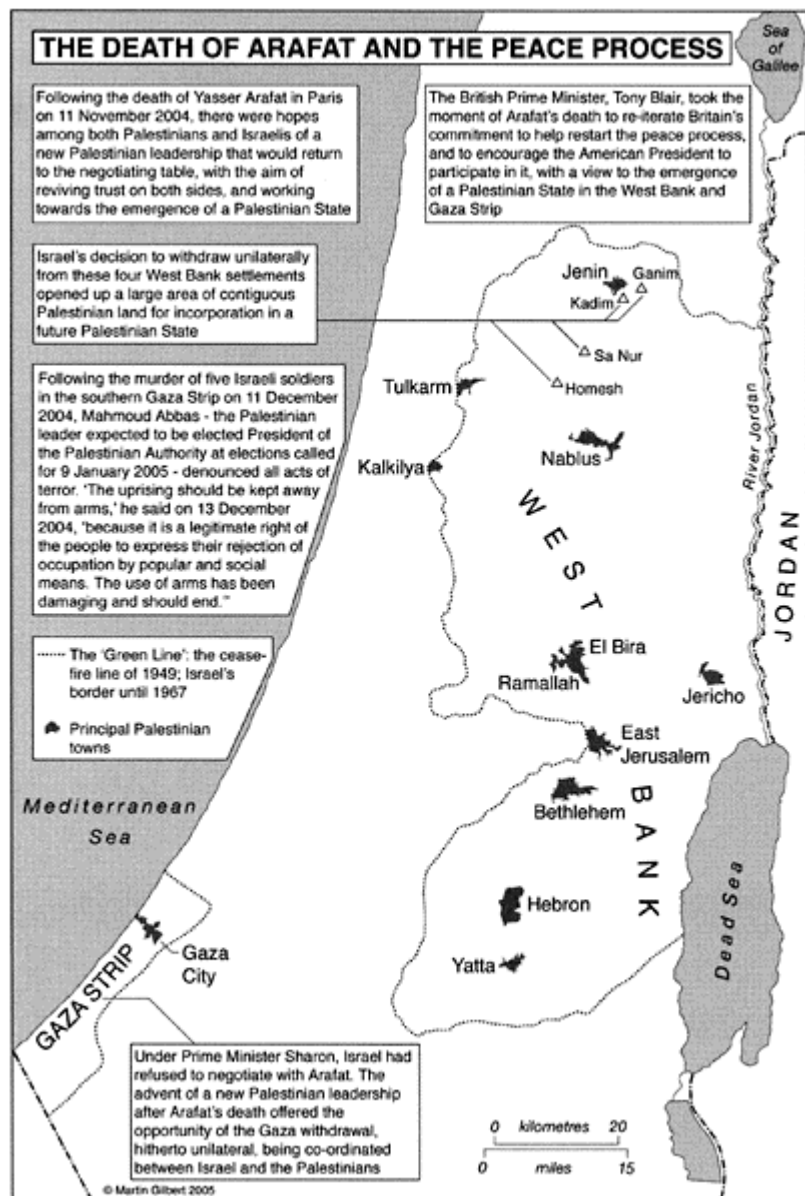 THE DEATH OF ARAFAT AND THE PEACE PROCESS
Sea
of
Galilee
Following the death of Yasser Arafat in Paris
on 11 November 2004, there were hopes
among both Palestinians and Israelis of a
new Palestinian leadership that would return
to the negotiating table, with the aim of
reviving trust on both sides, and working
towards the emergence of a Palestinian State
The British Prime Minister, Tony Blair, took the
moment of Arafat's death to re-iterate Britain's
commitment to help restart the peace process,
and to encourage the American President to
participate in it, with a view to the emergence
of a Palestinian State in the West Bank and
Gaza Strip
Israel's decision to withdraw unilaterally
from these four West Bank settlements
opened up a large area of contiguous
Palestinian land for incorporation in a
future Palestinian State
Jenin
Ganim
Kadim
Sa Nur
Homesh
Following the murder of five Israeli soldiers
in the southern Gaza Strip on 11 December
2004, Mahmoud Abbas - the Palestinian
leader expected to be elected President of
the Palestinian Authority at elections called
for 9 January 2005 - denounced all acts of
terror. 'The uprising should be kept away
from arms,' he said on 13 December
2004, 'because it is a legitimate right of
the people to express their rejection of
occupation by popular and social
means. The use of arms has been
damaging and should end.'"
Tulkarm
Nablus
Kalkilya
River Jordan
JORDAN
WEST
BANK
El Bira
Ramallah
Jericho
East
Jerusalem
Bethlehem
Hebron
Yatta
Dead Sea
The 'Green Line': the cease-
fire line of 1949; Israel's
border until 1967
Principal Palestinian
towns
Mediterranean
Sea
Gaza
City
GAZA STRIP
Under Prime Minister Sharon, Israel had
refused to negotiate with Arafat. The
advent of a new Palestinian leadership
after Arafat's death offered the
opportunity of the Gaza withdrawal,
hitherto unilateral, being co-ordinated
between Israel and the Palestinians
0 kilometres 20
0 miles 15
© Martin Gilbert 2005